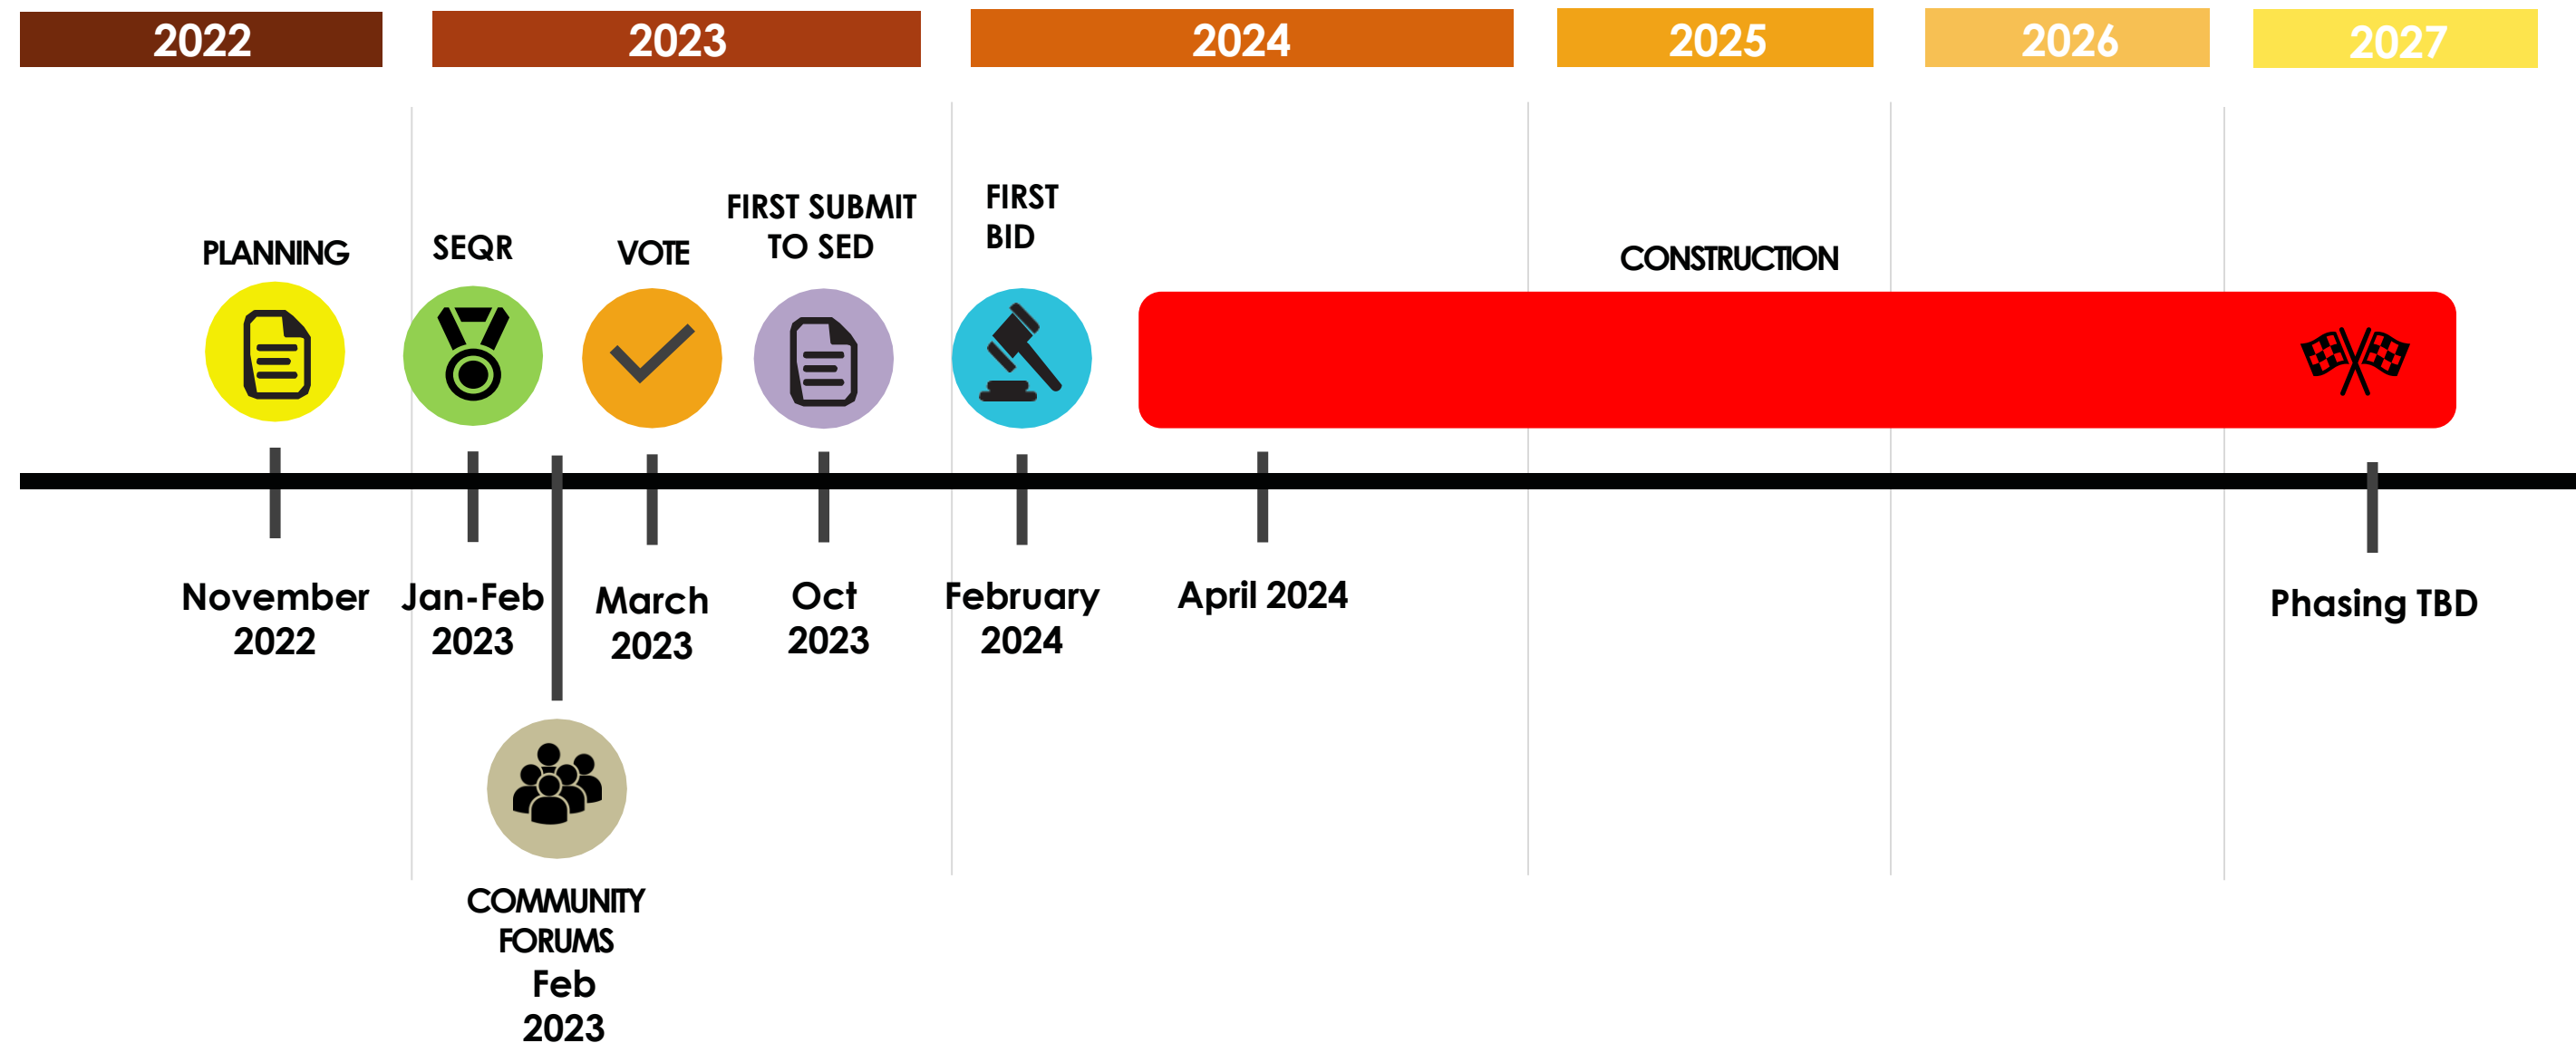 2022
2023
2024
2025
2026
2027
PLANNING
SEQR
VOTE
FIRST SUBMIT
TO SED
FIRST
BID
CONSTRUCTION
November
2022
Jan-Feb
2023
March
2023
Oct
2023
February
2024
April 2024
Phasing TBD
COMMUNITY
FORUMS
Feb
2023